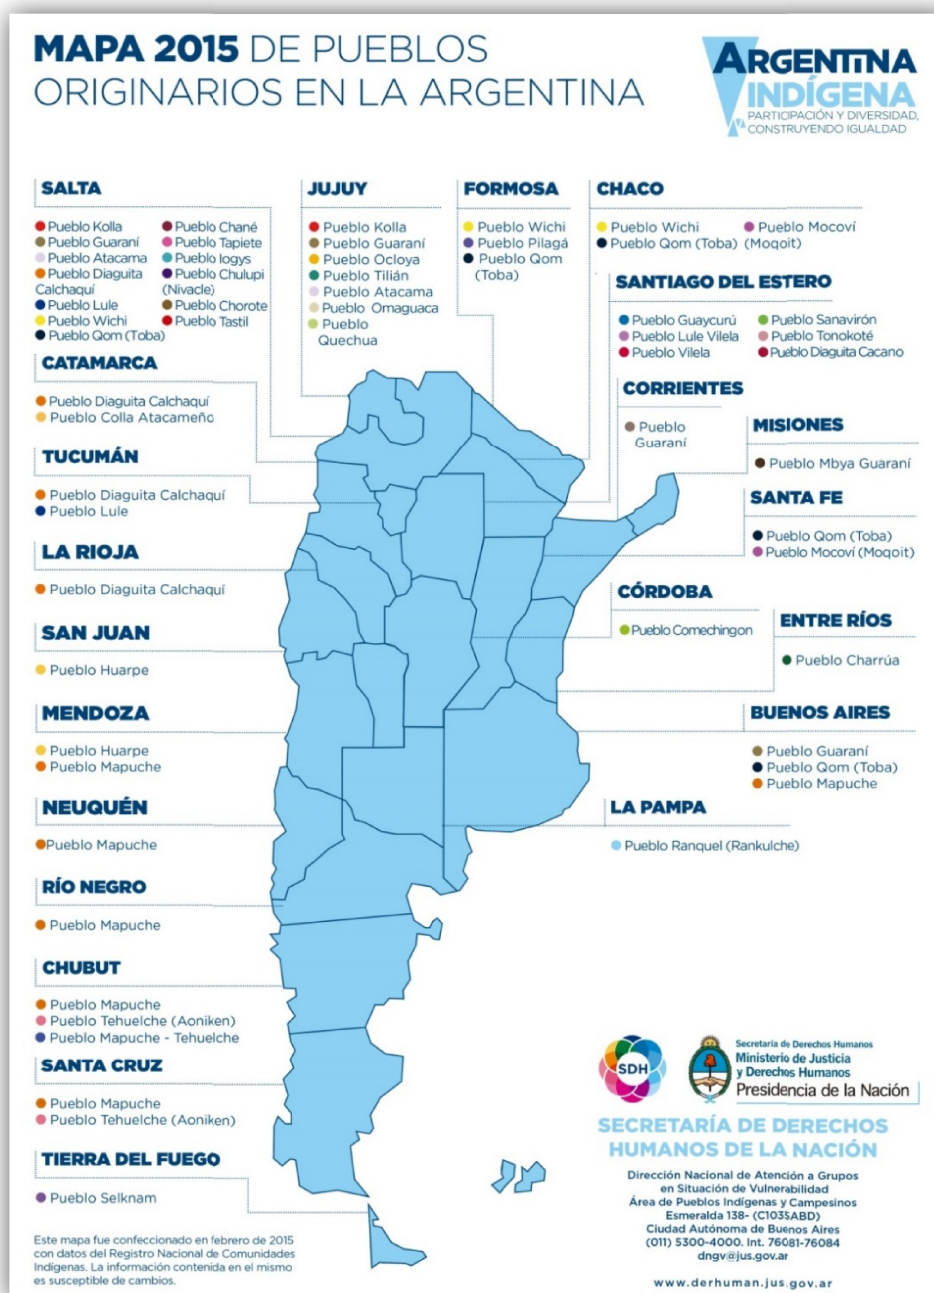 MAPA 2015 DE PUEBLOS
ORIGINARIOS EN LA ARGENTINA
ARGENTINA
INDÍGENA
PARTICIPACIÓN Y DIVERSIDAD,
CONSTRUYENDO IGUALDAD
SALTA
Pueblo Kolla
Pueblo Guaraní
Pueblo Atacama
Pueblo Diaguita
Calchaquí
Pueblo Lule
Pueblo Wichi
Pueblo Qom (Toba)
Pueblo Chané
Pueblo Tapiete
Pueblo Iogys
Pueblo Chulupi
(Nivacle)
Pueblo Chorote
Pueblo Tastil
JUJUY
Pueblo Kolla
Pueblo Guaraní
Pueblo Ocloya
Pueblo Tilián
Pueblo Atacama
Pueblo Omaguaca
Pueblo
Quechua
FORMOSA
Pueblo Wichi
Pueblo Pilagá
Pueblo Qom
(Toba)
CHACO
Pueblo Wichi
Pueblo Qom (Toba)
Pueblo Mocoví
(Moqoit)
SANTIAGO DEL ESTERO
Pueblo Guaycurú
Pueblo Lule Vilela
Pueblo Vilela
Pueblo Sanavirón
Pueblo Tonokoté
Pueblo Diaguita Cacano
CATAMARCA
Pueblo Diaguita Calchaquí
Pueblo Colla Atacameño
CORRIENTES
Pueblo
Guaraní
MISIONES
Pueblo Mbya Guaraní
TUCUMÁN
Pueblo Diaguita Calchaquí
Pueblo Lule
SANTA FE
Pueblo Qom (Toba)
Pueblo Mocoví (Moqoit)
LA RIOJA
Pueblo Diaguita Calchaquí
CÓRDOBA
Pueblo Comechingon
SAN JUAN
Pueblo Huarpe
ENTRE RÍOS
Pueblo Charrúa
MENDOZA
Pueblo Huarpe
Pueblo Mapuche
BUENOS AIRES
Pueblo Guaraní
Pueblo Qom (Toba)
Pueblo Mapuche
NEUQUÉN
Pueblo Mapuche
LA PAMPA
Pueblo Ranquel (Rankulche)
RÍO NEGRO
Pueblo Mapuche
CHUBUT
Pueblo Mapuche
Pueblo Tehuelche (Aoniken)
Pueblo Mapuche - Tehuelche
SANTA CRUZ
Pueblo Mapuche
Pueblo Tehuelche (Aoniken)
TIERRA DEL FUEGO
Pueblo Selknam
Este mapa fue confeccionado en febrero de 2015
con datos del Registro Nacional de Comunidades
Indígenas. La información contenida en el mismo
es susceptible de cambios.
SDH
Secretaría de Derechos Humanos
Ministerio de Justicia
y Derechos Humanos
Presidencia de la Nación
SECRETARÍA DE DERECHOS
HUMANOS DE LA NACIÓN
Dirección Nacional de Atención a Grupos
en Situación de Vulnerabilidad
Área de Pueblos Indígenas y Campesinos
Esmeralda 138- (C1035ABD)
Ciudad Autónoma de Buenos Aires
(011) 5300-4000. Int. 76081-76084
dngv@jus.gov.ar
www.derhuman.jus.gov.ar